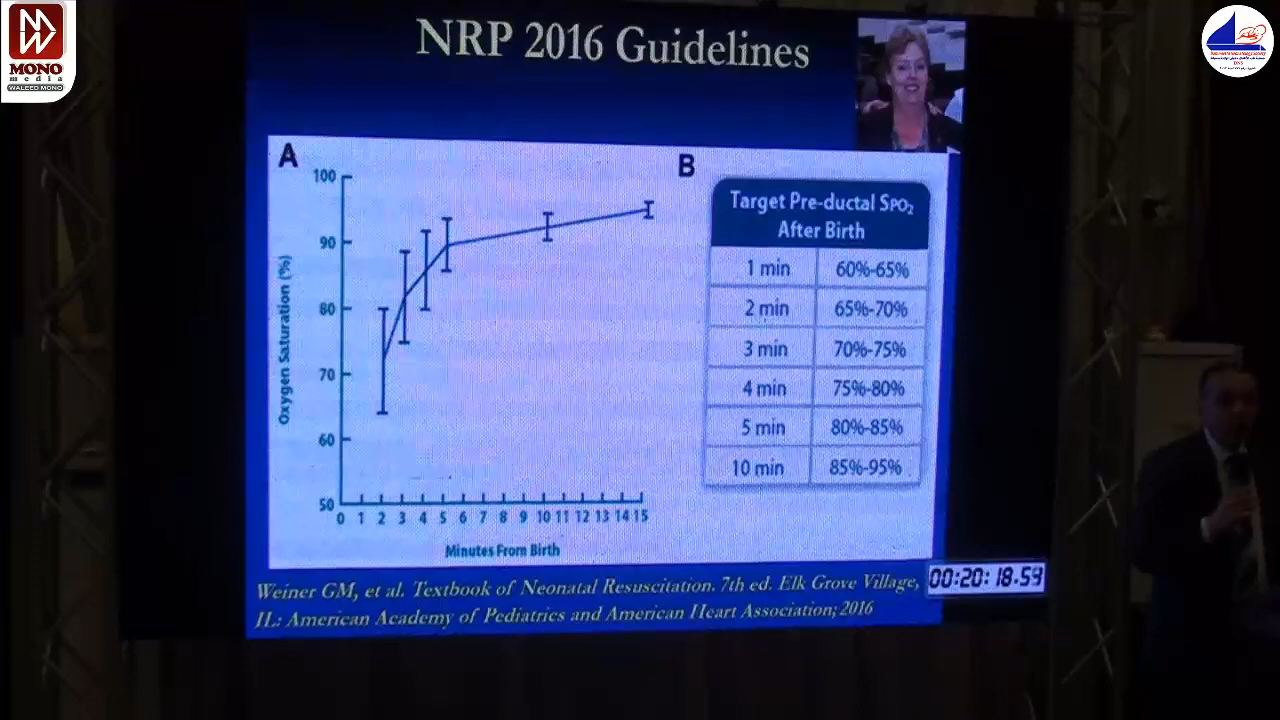 MONO
media
WALEED MONO
NRP 2016 Guidelines
DNS
A
Oxygen Saturation (%)
100
90
80
70
60
50
0 1 2 3 4 5 6 7 8 9 10 11 12 13 14 15
Minutes From Birth
B
Target Pre-ductal SPO2
After Birth
1 min 60%-65%
2 min 65%-70%
3 min 70%-75%
4 min 75%-80%
5 min 80%-85%
10 min 85%-95%
Weiner GM, et al. Textbook of Neonatal Resuscitation. 7th ed. Elk Grove Village,
IL: American Academy of Pediatrics and American Heart Association; 2016
00:20:18.59